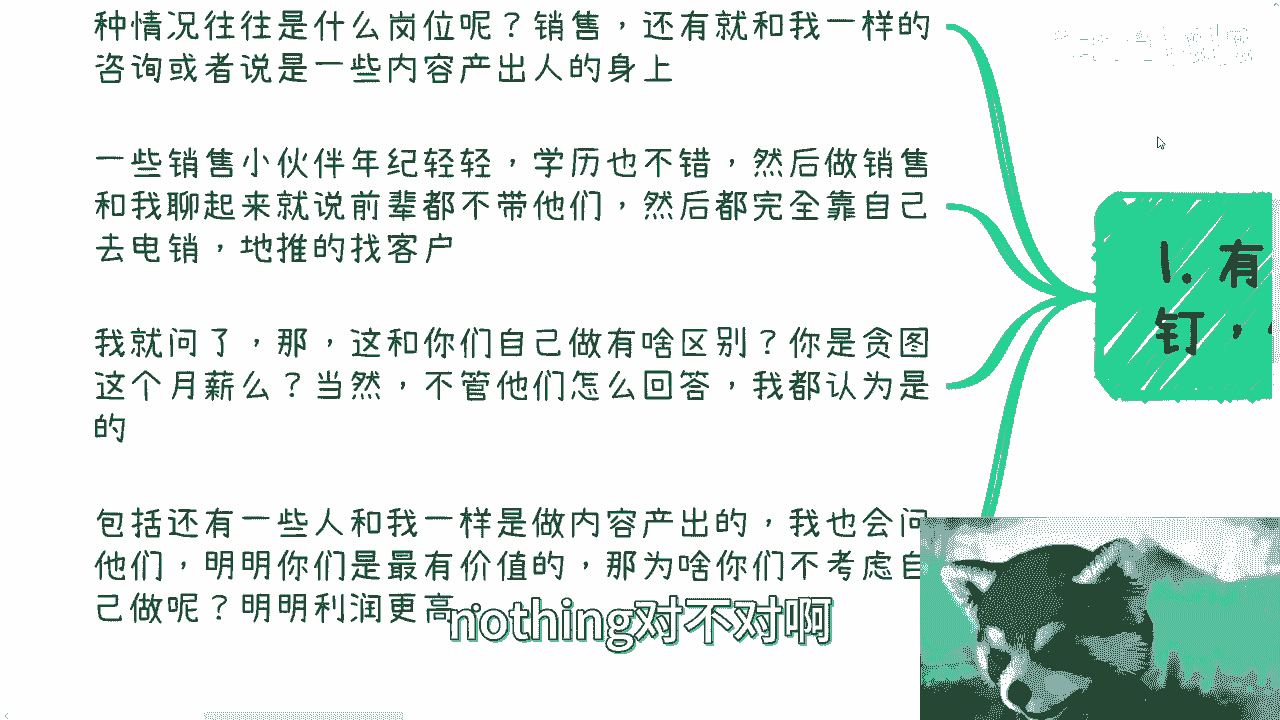 种情况往往是什么岗位呢？销售，还有就和我一样的
咨询或者说是一些内容产出人的身上
一些销售小伙伴年纪轻轻，学历也不错，然后做销售
和我聊起来就说前辈都不带他们，然后都完全靠自己
去电销，地推的找客户
我就问了，那，这和你们自己做有啥区别？你是贪图
这个月薪么？当然，不管他们怎么回答，我都认为是
的
包括还有一些人和我一样是做内容产出的，我也会问
他们，明明你们是最有价值的，那为啥你们不考虑自
己做呢？明明利润更高
1. 有
钉，
nothing对不对啊